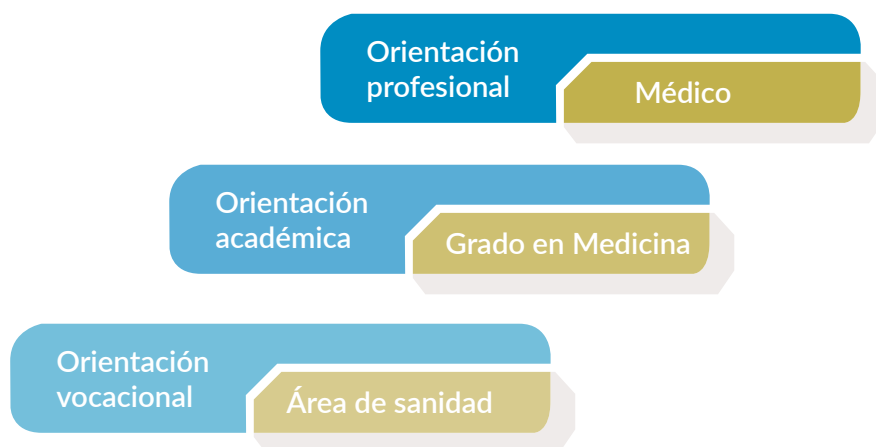 Orientación
profesional
Médico
Orientación
académica
Grado en Medicina
Orientación
vocacional
Área de sanidad